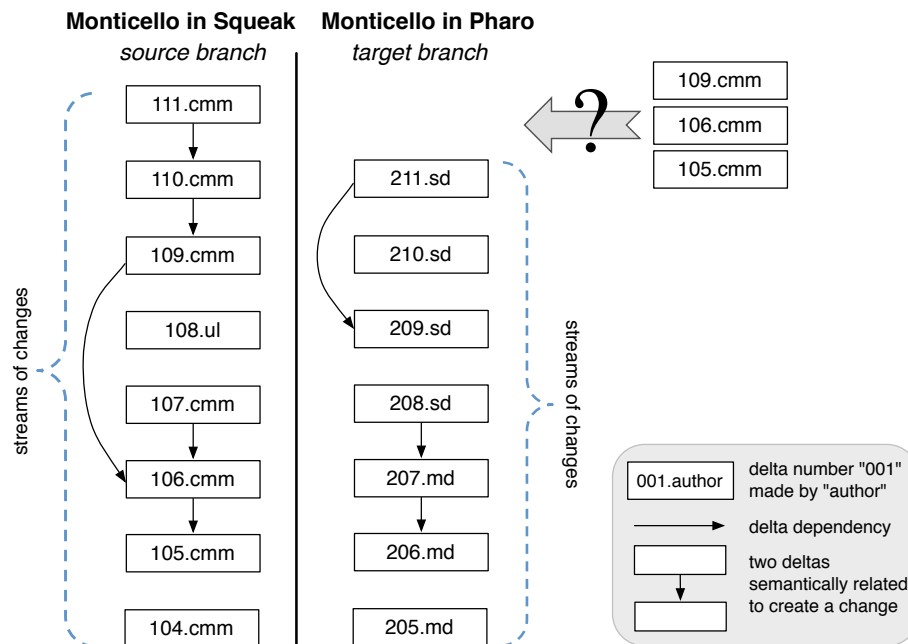 Monticello in Squeak
source branch
Monticello in Pharo
target branch
111.cmm
110.cmm
109.cmm
108.ul
107.cmm
106.cmm
105.cmm
104.cmm
streams of changes
211.sd
210.sd
209.sd
208.sd
207.md
206.md
205.md
streams of changes
?
109.cmm
106.cmm
105.cmm
001.author
delta number "001"
made by "author"
delta dependency
two deltas
semantically related
to create a change